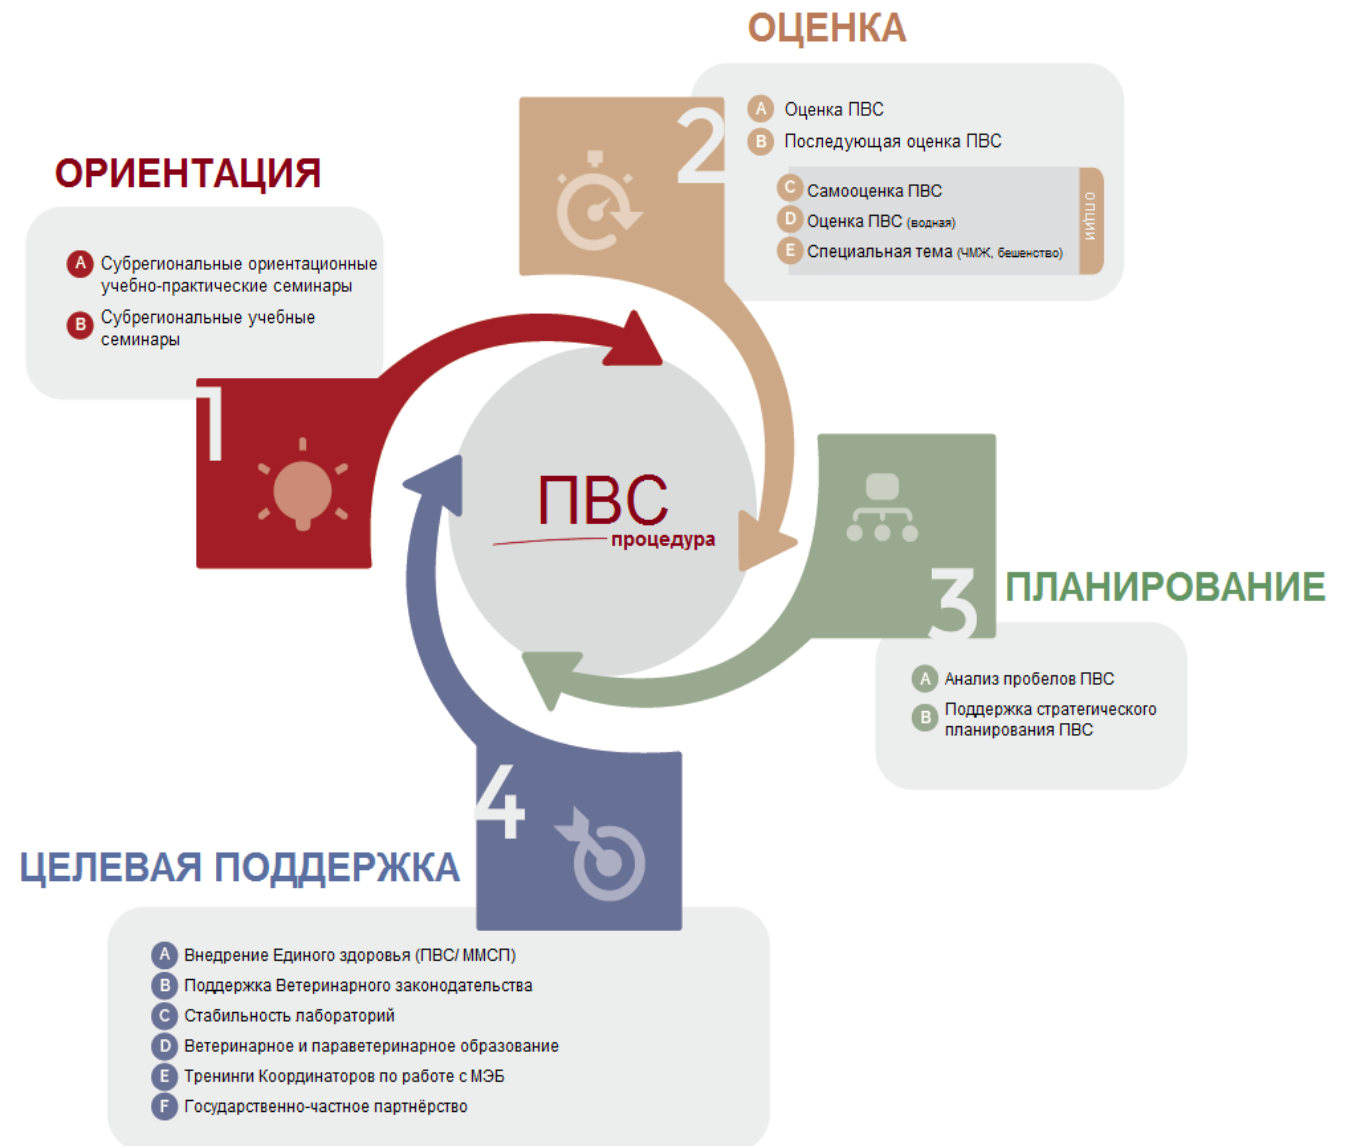 ОРИЕНТАЦИЯ
A Субрегиональные ориентационные
учебно-практические семинары
B Субрегиональные учебные
семинары
1
ОЦЕНКА
2
A Оценка ПВС
B Последующая оценка ПВС
C Самооценка ПВС
D Оценка ПВС (водная)
E Специальная тема (ЧМЖ, бешенство)
опции
ПВС
процедура
3
ПЛАНИРОВАНИЕ
A Анализ пробелов ПВС
B Поддержка стратегического
планирования ПВС
4
ЦЕЛЕВАЯ ПОДДЕРЖКА
A Внедрение Единого здоровья (ПВС/ ММСП)
B Поддержка Ветеринарного законодательства
C Стабильность лабораторий
D Ветеринарное и параветеринарное образование
E Тренинги Координаторов по работе с МЭБ
F Государственно-частное партнёрство